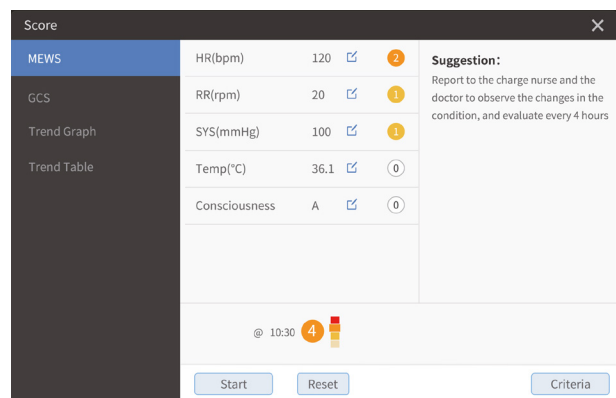 Score
MEWS
GCS
Trend Graph
Trend Table
HR(bpm) 120 2
RR(rpm) 20 1
SYS(mmHg) 100 1
Temp(°C) 36.1 0
Consciousness A 0
Suggestion:
Report to the charge nurse and the
doctor to observe the changes in the
condition, and evaluate every 4 hours
@ 10:30 4
Start Reset Criteria